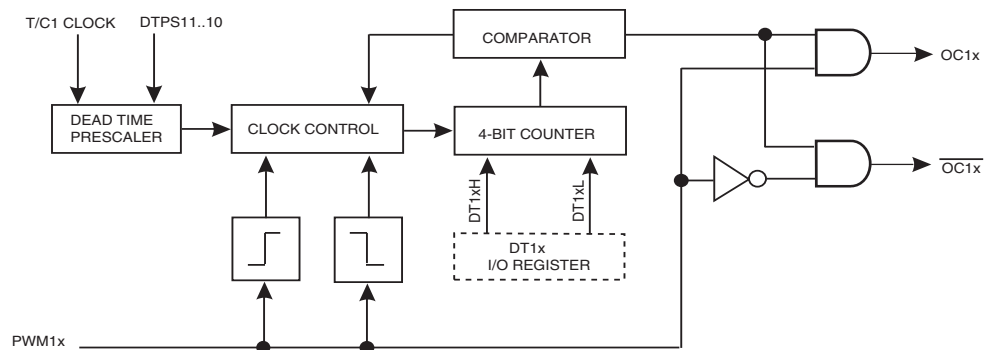 T/C1 CLOCK
DTPS11..10
COMPARATOR
OC1x
DEAD TIME
PRESCALER
CLOCK CONTROL
4-BIT COUNTER
OC1x
DT1xH
DT1xL
DT1x
I/O REGISTER
PWM1x